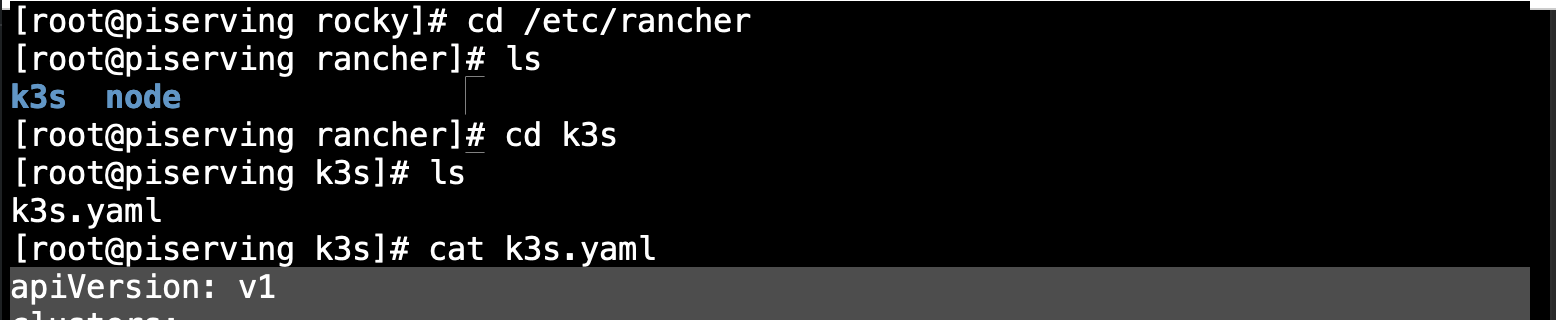 [root@piserving rocky]# cd /etc/rancher
[root@piserving rancher]# ls
k3s  node
[root@piserving rancher]# cd k3s
[root@piserving k3s]# ls
k3s.yaml
[root@piserving k3s]# cat k3s.yaml
apiVersion: v1
clusters: